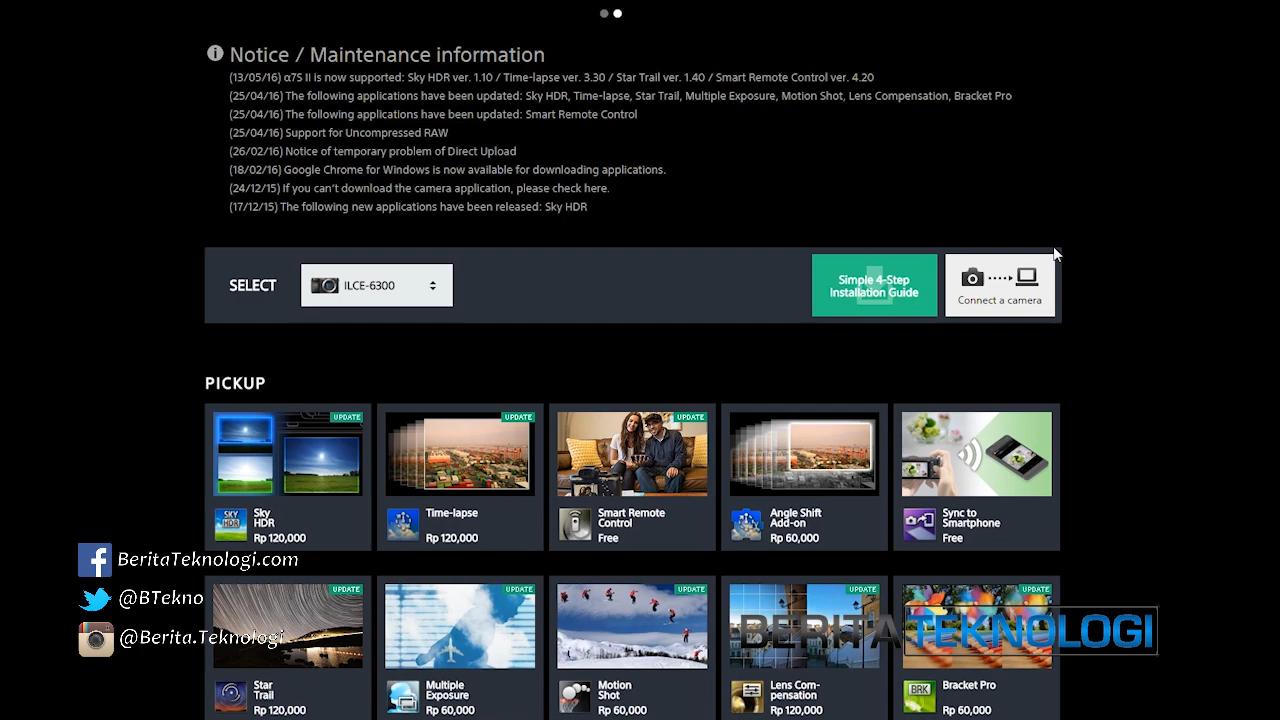 Notice / Maintenance information
(13/05/16) α7S II is now supported: Sky HDR ver. 1.10 / Time-lapse ver. 3.30 / Star Trail ver. 1.40 / Smart Remote Control ver. 4.20
(25/04/16) The following applications have been updated: Sky HDR, Time-lapse, Star Trail, Multiple Exposure, Motion Shot, Lens Compensation, Bracket Pro
(25/04/16) The following applications have been updated: Smart Remote Control
(25/04/16) Support for Uncompressed RAW
(26/02/16) Notice of temporary problem of Direct Upload
(18/02/16) Google Chrome for Windows is now available for downloading applications.
(24/12/15) If you can't download the camera application, please check here.
(17/12/15) The following new applications have been released: Sky HDR
SELECT
ILCE-6300
Simple 4-Step
Installation Guide
Connect a camera
PICKUP
UPDATE
Sky
HDR
Rp 120,000
UPDATE
Time-lapse
Rp 120,000
UPDATE
Smart Remote
Control
Free
Angle Shift
Add-on
Rp 60,000
Sync to
Smartphone
Free
UPDATE
Star
Trail
Rp 120,000
UPDATE
Multiple
Exposure
Rp 60,000
UPDATE
Motion
Shot
Rp 60,000
UPDATE
Lens Com-
pensation
Rp 120,000
UPDATE
BRK
Bracket Pro
Rp 60,000
BeritaTeknologi.com
@BTekno
@Berita.Teknologi
BERITATEKNOLOGI
SKY
HDR